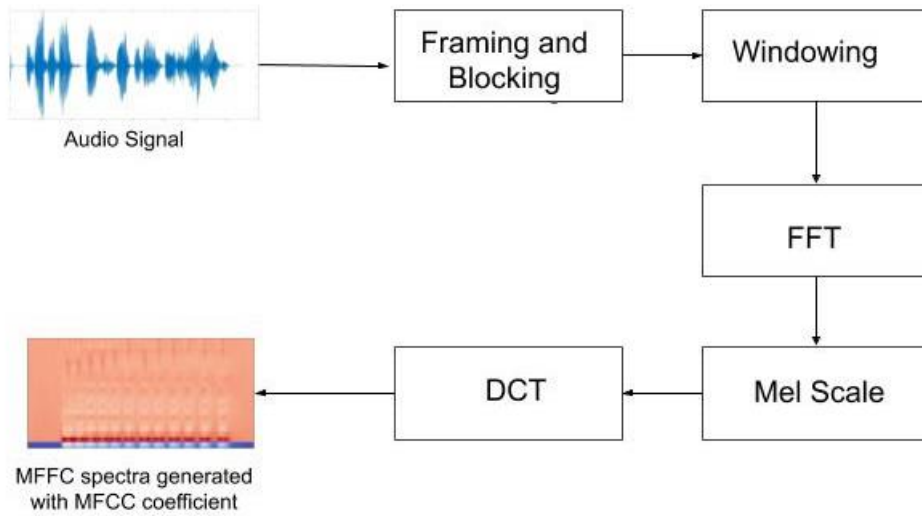 Framing and
Blocking
Windowing
Audio Signal
FFT
DCT
Mel Scale
MFFC spectra generated
with MFCC coefficient